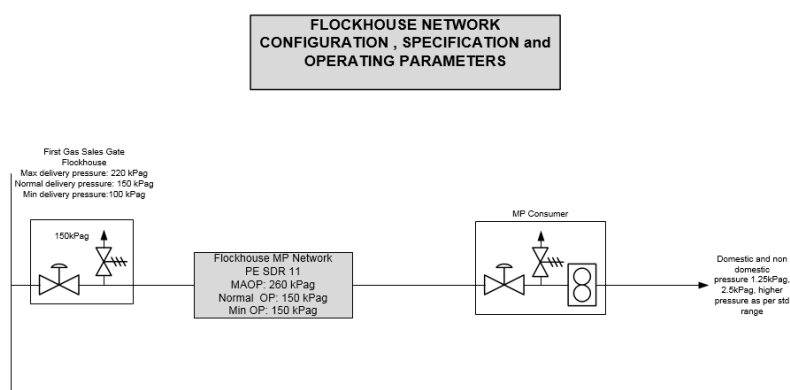 FLOCKHOUSE NETWORK
CONFIGURATION , SPECIFICATION and
OPERATING PARAMETERS
First Gas Sales Gate
Flockhouse
Max delivery pressure: 220 kPag
Normal delivery pressure: 150 kPag
Min delivery pressure:100 kPag
150kPag
Flockhouse MP Network
PE SDR 11
MAOP: 260 kPag
Normal OP: 150 kPag
Min OP: 150 kPag
MP Consumer
Domestic and non
domestic
pressure 1.25kPag,
2.5kPag, higher
pressure as per std
range